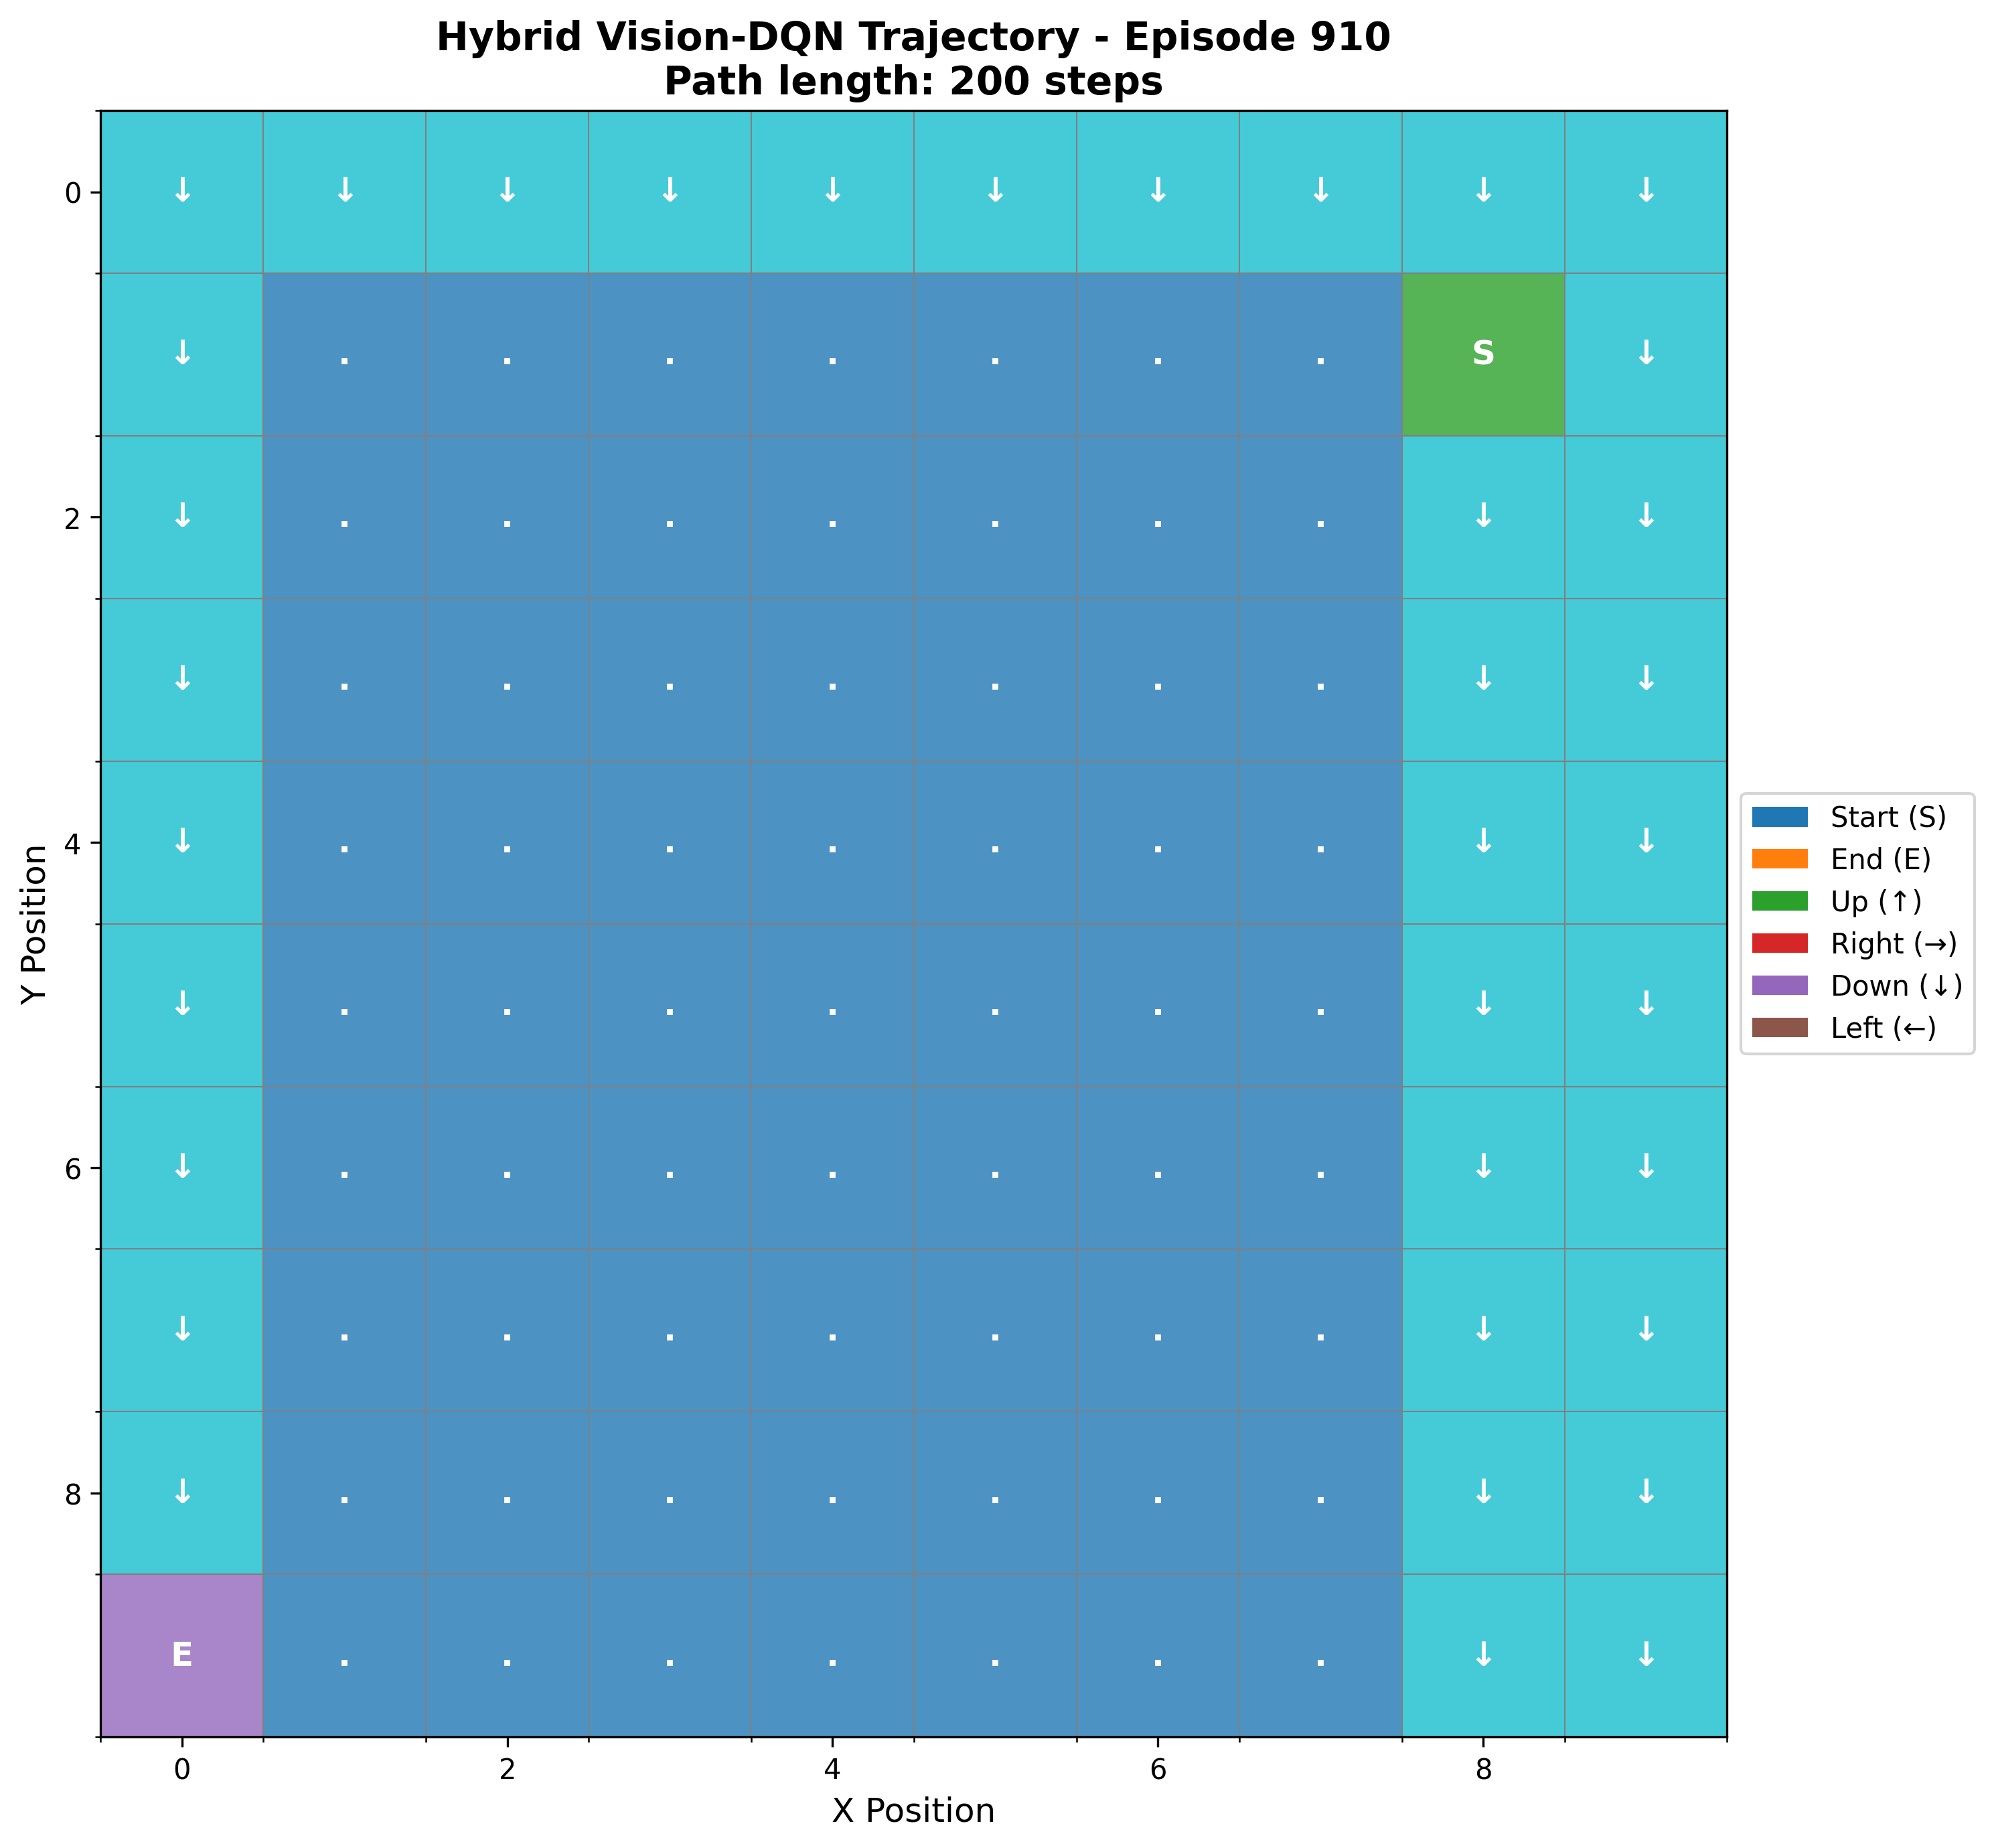 Hybrid Vision-DQN Trajectory - Episode 910
Path length: 200 steps
0 ↓ ↓ ↓ ↓ ↓ ↓ ↓ ↓ ↓ ↓
↓ . . . . . . . S ↓
2 ↓ . . . . . . . ↓ ↓
↓ . . . . . . . ↓ ↓
4 ↓ . . . . . . . ↓ ↓
↓ . . . . . . . ↓ ↓
6 ↓ . . . . . . . ↓ ↓
↓ . . . . . . . ↓ ↓
8 ↓ . . . . . . . ↓ ↓
E . . . . . . . ↓ ↓
0 2 4 6 8
X Position
Y Position
Start (S)
End (E)
Up (↑)
Right (→)
Down (↓)
Left (←)